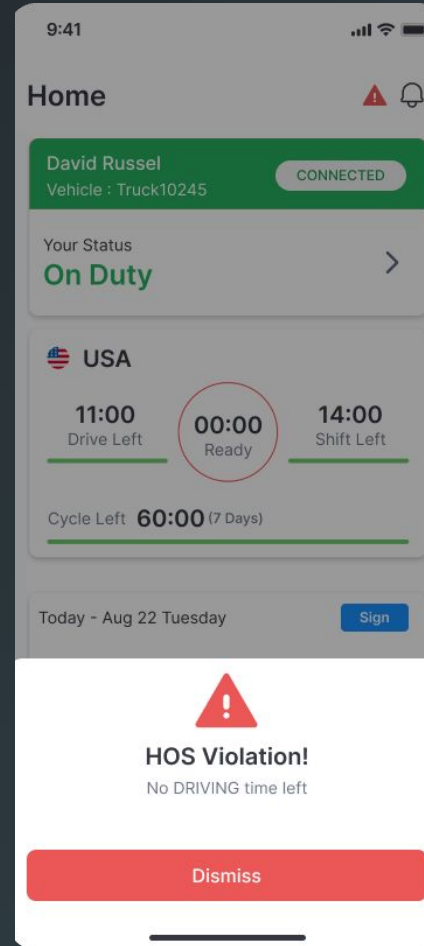 9:41
Home
David Russel
Vehicle : Truck10245
CONNECTED
Your Status
On Duty
USA
11:00
Drive Left
00:00
Ready
14:00
Shift Left
Cycle Left 60:00 (7 Days)
Today - Aug 22 Tuesday
Sign
HOS Violation!
No DRIVING time left
Dismiss